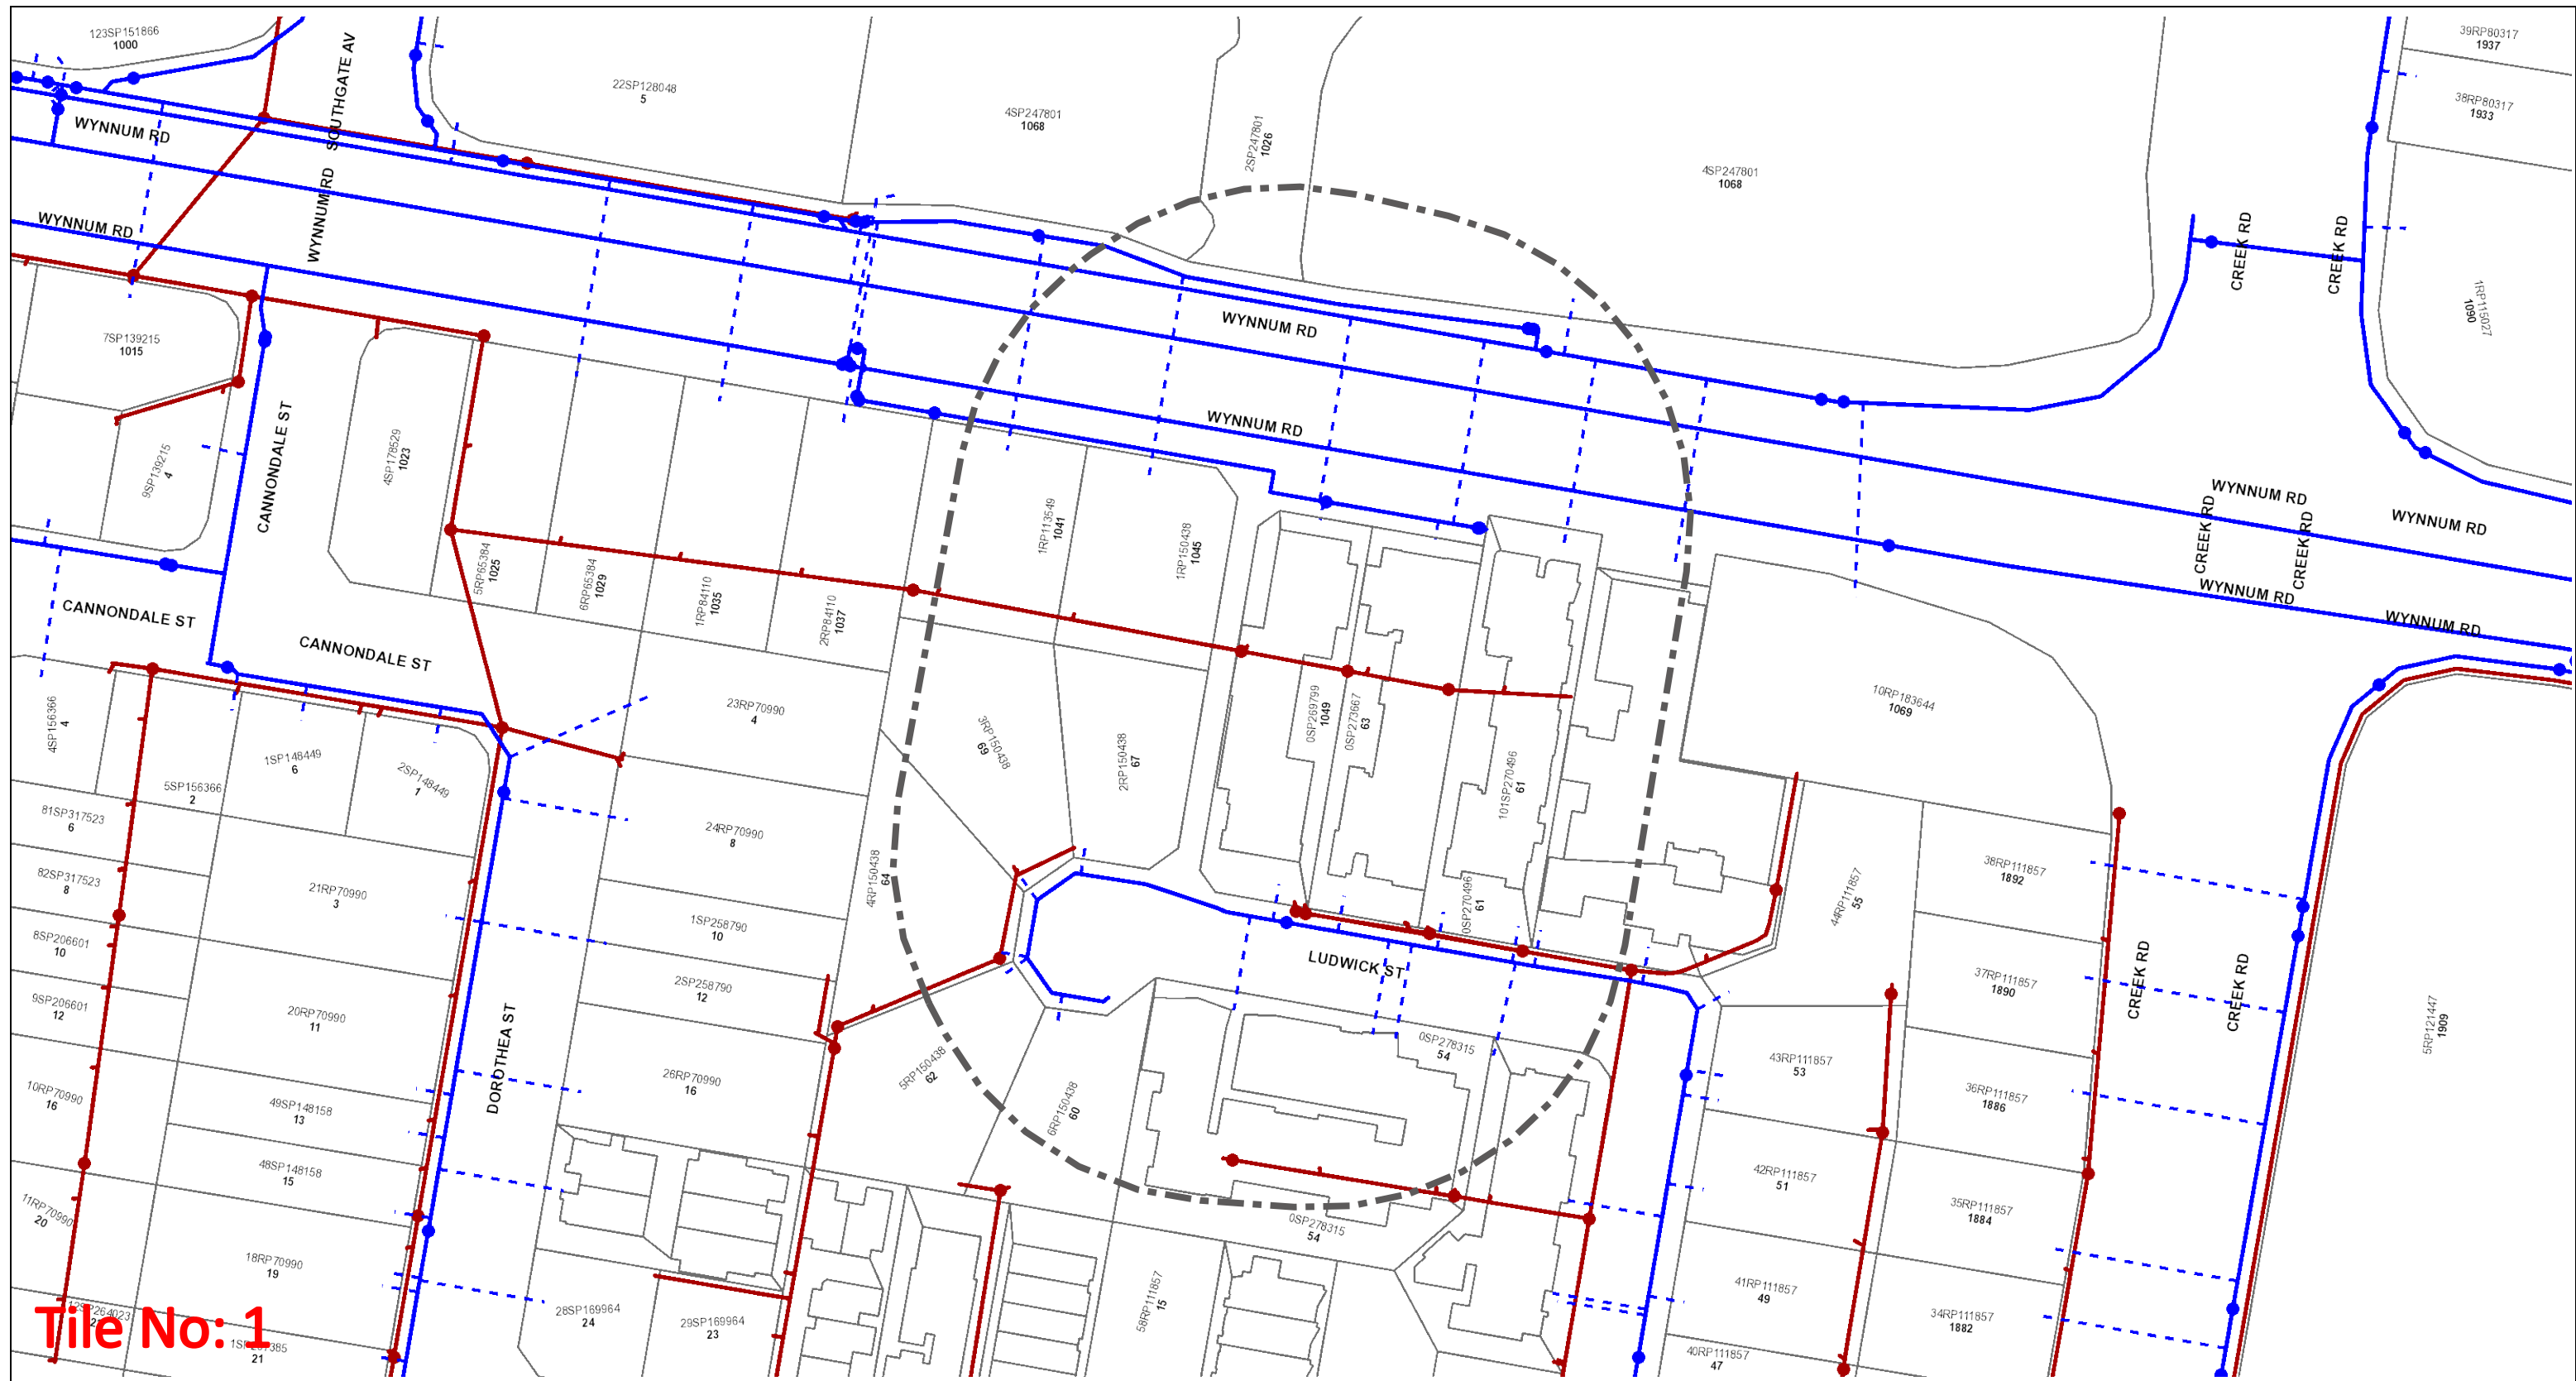 123SP151866
1000
SOUTHGATE AV
22SP128048
5
4SP247801
1068
2SP247801
1026
4SP247801
1068
39RP80317
1937
38RP80317
1933
WYNNUM RD
WYNNUM RD
WYNNUM RD
WYNNUM RD
WYNNUM RD
CREEK RD
CREEK RD
1RP115027
1090
7SP139215
1015
9SP139215
4
CANNONDALE ST
4SP178529
1023
5RP65384
1025
6RP65384
1029
1RP84110
1035
2RP84110
1037
1RP113549
1041
1RP150438
1045
WYNNUM RD
WYNNUM RD
CREEK RD
CREEK RD
WYNNUM RD
WYNNUM RD
CANNONDALE ST
CANNONDALE ST
4SP156366
4
5SP156366
2
1SP148449
6
2SP148449
1
23RP70990
4
3RP150438
69
2RP150438
67
0SP269799
1049
0SP273667
63
101SP270496
61
10RP183644
1069
81SP317523
6
82SP317523
8
8SP206601
10
9SP206601
12
21RP70990
3
24RP70990
8
4RP150438
64
1SP258790
10
2SP258790
12
0SP270496
61
44RP111857
55
38RP111857
1892
37RP111857
1890
LUDWICK ST
CREEK RD
CREEK RD
5RP121447
1909
20RP70990
11
DOROTHEA ST
10RP70990
16
49SP148158
13
26RP70990
16
5RP150438
62
6RP150438
60
0SP278315
54
43RP111857
53
36RP111857
1886
48SP148158
15
42RP111857
51
35RP111857
1884
11RP70990
20
18RP70990
19
0SP278315
54
28SP169964
24
29SP169964
23
58RP111857
15
41RP111857
49
34RP111857
1882
40RP111857
47
Tile No: 1
21